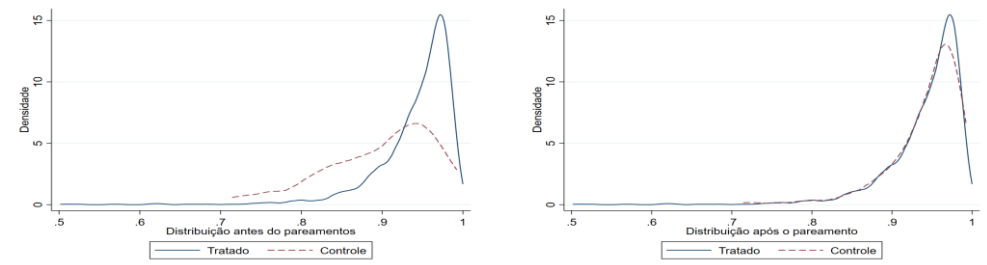 15
10
5
0
Densidade
.5 .6 .7 .8 .9 1
Distribuição antes do pareamentos
Tratado Controle
15
10
5
0
Densidade
.5 .6 .7 .8 .9 1
Distribuição após o pareamento
Tratado Controle